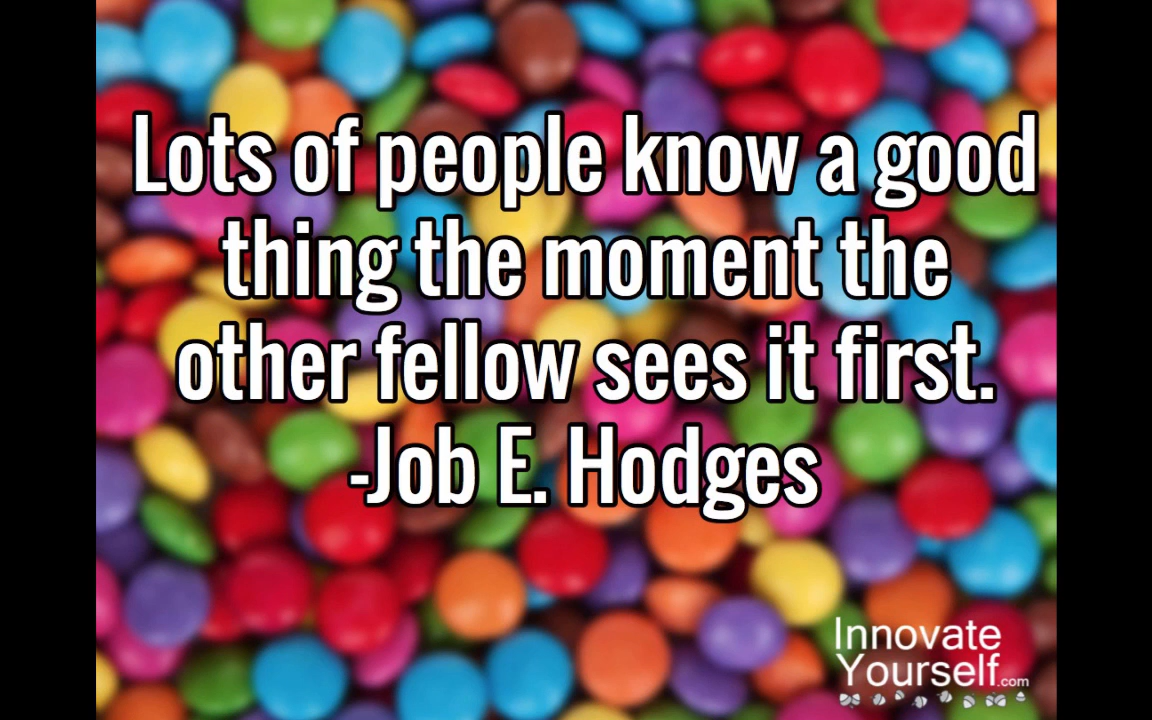 Lots of people know a good
thing the moment the
other fellow sees it first.
-Job E. Hodges
Innovate
Yourself.com